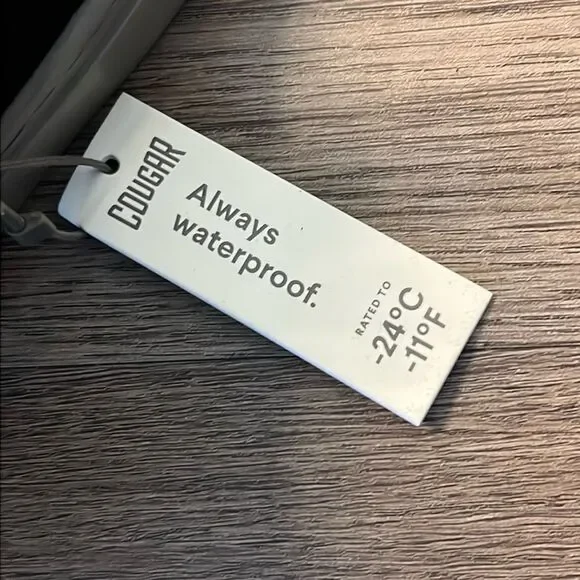 COUGAR
Always
waterproof.
RATED TO
-24°C
-11°F